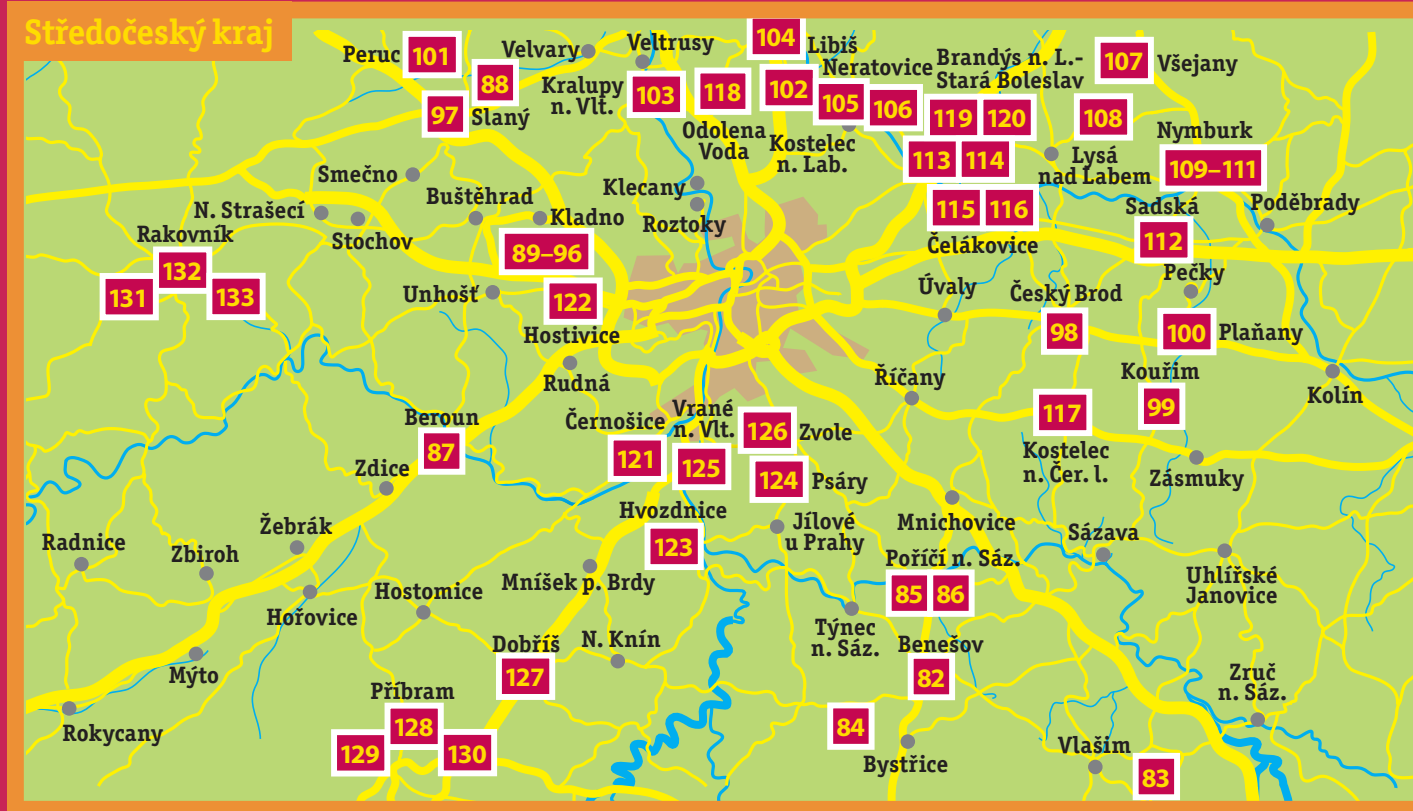 Středočeský kraj
Peruc
101
Velvary
88
97
Slaný
Veltrusy
Kralupy
n. Vlt.
103
118
Odolena
Voda
104
Libiš
102
Neratovice
105
106
Kostelec
n. Lab.
Brandýs n. L.-
Stará Boleslav
119
120
113
114
115
116
Čelákovice
107
Všejany
108
Lysá
nad Labem
Nymburk
109–111
Sadská
112
Poděbrady
Smečno
N. Strašecí
Stochov
Buštěhrad
Kladno
89–96
Klecany
Roztoky
Rakovník
132
131
133
Unhošť
122
Hostivice
Rudná
Úvaly
Český Brod
98
Pečky
100
Plaňany
Kouřim
99
Kolín
Říčany
117
Kostelec
n. Čer. l.
Zásmuky
Beroun
87
Zdice
Černošice
121
Vrané
n. Vlt.
125
126
Zvole
124
Psáry
Hvozdnice
123
Jílové
u Prahy
Mnichovice
Sázava
Uhlířské
Janovice
Radnice
Zbiroh
Žebrák
Hořovice
Hostomice
Mníšek p. Brdy
Poříčí n. Sáz.
85
86
Týnec
n. Sáz.
Benešov
82
Mýto
Rokycany
Dobříš
127
N. Knín
Příbram
128
129
130
84
Bystřice
Vlašim
83
Zruč
n. Sáz.